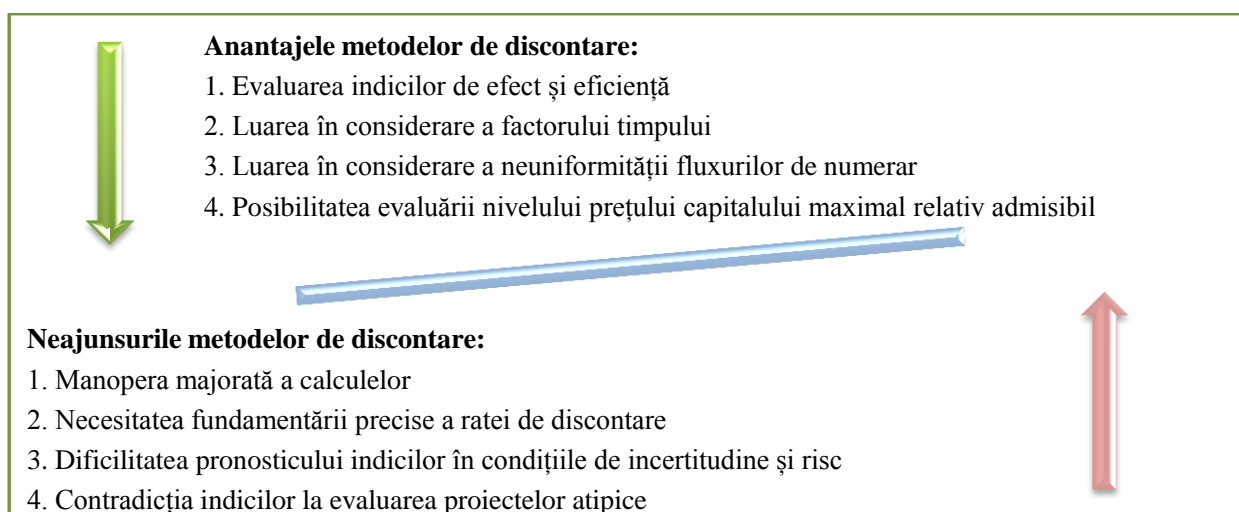 Anantajele metodelor de discontare:
1. Evaluarea indicilor de efect și eficiență
2. Luarea în considerare a factorului timpului
3. Luarea în considerare a neuniformității fluxurilor de numerar
4. Posibilitatea evaluării nivelului prețului capitalului maximal relativ admisibil
Neajunsurile metodelor de discontare:
1. Manopera majorată a calculelor
2. Necesitatea fundamentării precise a ratei de discontare
3. Dificilitatea pronosticului indicilor în condițiile de incertitudine și risc
4. Contradicția indicilor la evaluarea proiectelor atipice